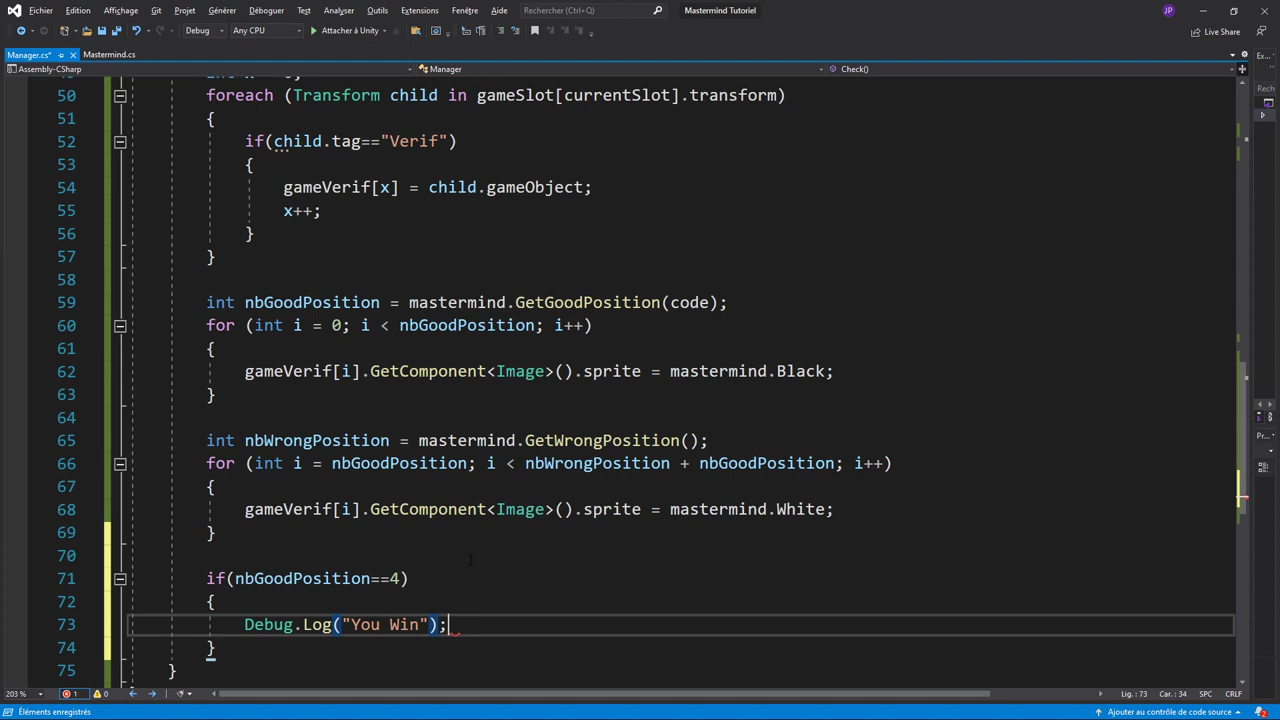 Fichier Edition Affichage Git Projet Générer Déboguer Test Analyser Outils Extensions Fenêtre Aide Rechercher (Ctrl+Q) Mastermind Tutoriel JP
Debug Any CPU Attacher à Unity Live Share
Manager.cs* Mastermind.cs Ex...
Assembly-CSharp Manager Check()
Rech
50 foreach (Transform child in gameSlot[currentSlot].transform)
51 {
52 if(child.tag=="Verif")
53 {
54 gameVerif[x] = child.gameObject;
55 x++;
56 }
57 }
58
59 int nbGoodPosition = mastermind.GetGoodPosition(code);
60 for (int i = 0; i < nbGoodPosition; i++)
61 {
62 gameVerif[i].GetComponent<Image>().sprite = mastermind.Black;
63 }
64
65 int nbWrongPosition = mastermind.GetWrongPosition();
66 for (int i = nbGoodPosition; i < nbWrongPosition + nbGoodPosition; i++)
67 {
68 gameVerif[i].GetComponent<Image>().sprite = mastermind.White;
69 }
70
71 if(nbGoodPosition==4)
72 {
73 Debug.Log("You Win");
74 }
75 }
Pr...
203 % 1 0 Lig. : 73 Car. : 34 SPC CRLF
Éléments enregistrés Ajouter au contrôle de code source 2